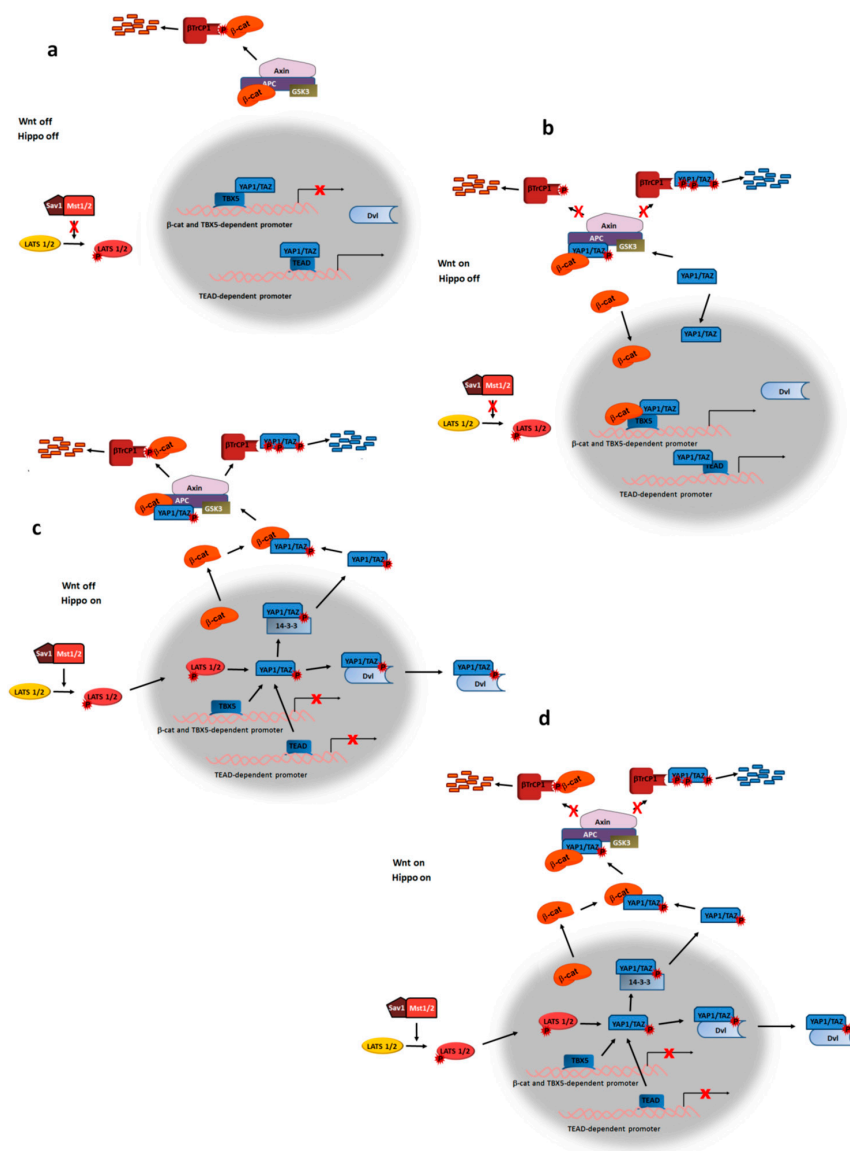 a
βTrCP1
p
β-cat
Axin
APC
β-cat
GSK3
Wnt off
Hippo off
Sav1
Mst1/2
X
LATS 1/2
LATS 1/2
p
YAP1/TAZ
TBX5
X
β-cat and TBX5-dependent promoter
Dvl
YAP1/TAZ
TEAD
TEAD-dependent promoter
b
βTrCP1
p
βTrCP1
YAP1/TAZ
p
p
p
X
X
Axin
APC
GSK3
YAP1/TAZ
p
β-cat
Wnt on
Hippo off
YAP1/TAZ
β-cat
YAP1/TAZ
β-cat
Sav1
Mst1/2
X
LATS 1/2
LATS 1/2
p
Dvl
β-cat
YAP1/TAZ
TBX5
β-cat and TBX5-dependent promoter
YAP1/TAZ
TEAD
TEAD-dependent promoter
βTrCP1
p
β-cat
p
βTrCP1
YAP1/TAZ
p
p
p
Axin
β-cat
APC
GSK3
YAP1/TAZ
p
c
β-cat
β-cat
YAP1/TAZ
p
YAP1/TAZ
p
Wnt off
Hippo on
β-cat
YAP1/TAZ
p
14-3-3
Sav1
Mst1/2
LATS 1/2
LATS 1/2
p
LATS 1/2
p
YAP1/TAZ
p
YAP1/TAZ
p
Dvl
YAP1/TAZ
p
Dvl
TBX5
X
β-cat and TBX5-dependent promoter
TEAD
X
TEAD-dependent promoter
d
βTrCP1
p
β-cat
βTrCP1
YAP1/TAZ
p
p
p
X
X
Axin
APC
GSK3
YAP1/TAZ
p
β-cat
Wnt on
Hippo on
β-cat
β-cat
YAP1/TAZ
p
YAP1/TAZ
p
β-cat
YAP1/TAZ
p
14-3-3
Sav1
Mst1/2
LATS 1/2
LATS 1/2
p
LATS 1/2
p
YAP1/TAZ
p
YAP1/TAZ
p
Dvl
YAP1/TAZ
p
Dvl
TBX5
X
β-cat and TBX5-dependent promoter
TEAD
X
TEAD-dependent promoter